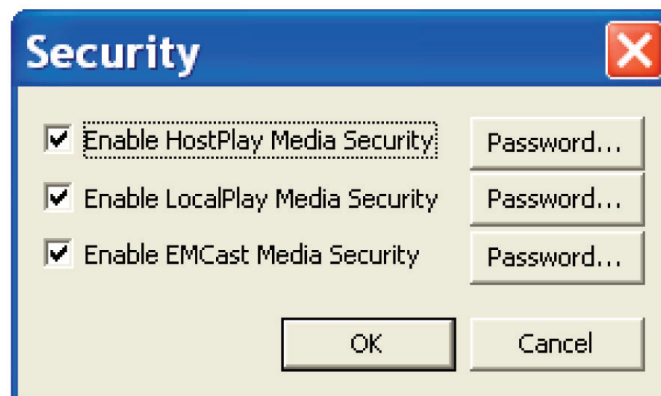 Security
Enable HostPlay Media Security Password...
Enable LocalPlay Media Security Password...
Enable EMCast Media Security Password...
OK Cancel